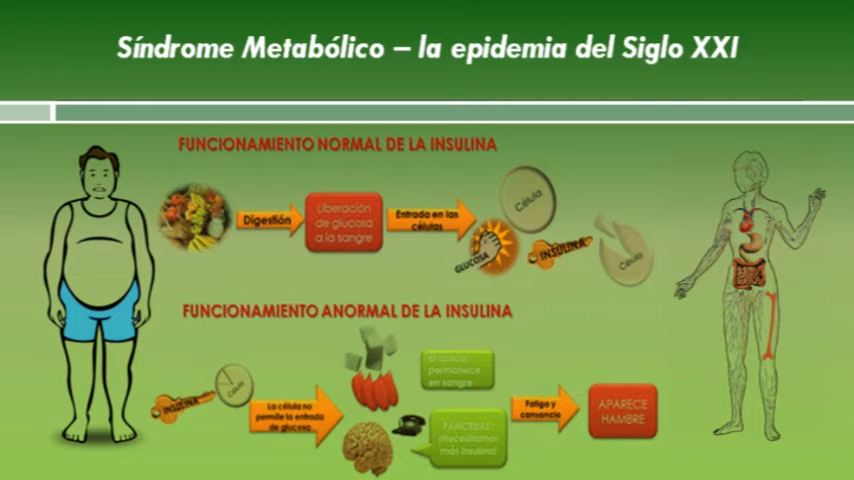 Síndrome Metabólico – la epidemia del Siglo XXI
FUNCIONAMIENTO NORMAL DE LA INSULINA
Digestión
Liberación
de glucosa
a la sangre
Entrada en las
células
Célula
GLUCOSA
INSULINA
Célula
FUNCIONAMIENTO ANORMAL DE LA INSULINA
INSULINA
Célula
La célula no
permite la entrada
de glucosa
El azúcar
permanece
en sangre
PÁNCREAS!
¡Necesitamos
más insulina!
Fatiga y
cansancio
APARECE
HAMBRE